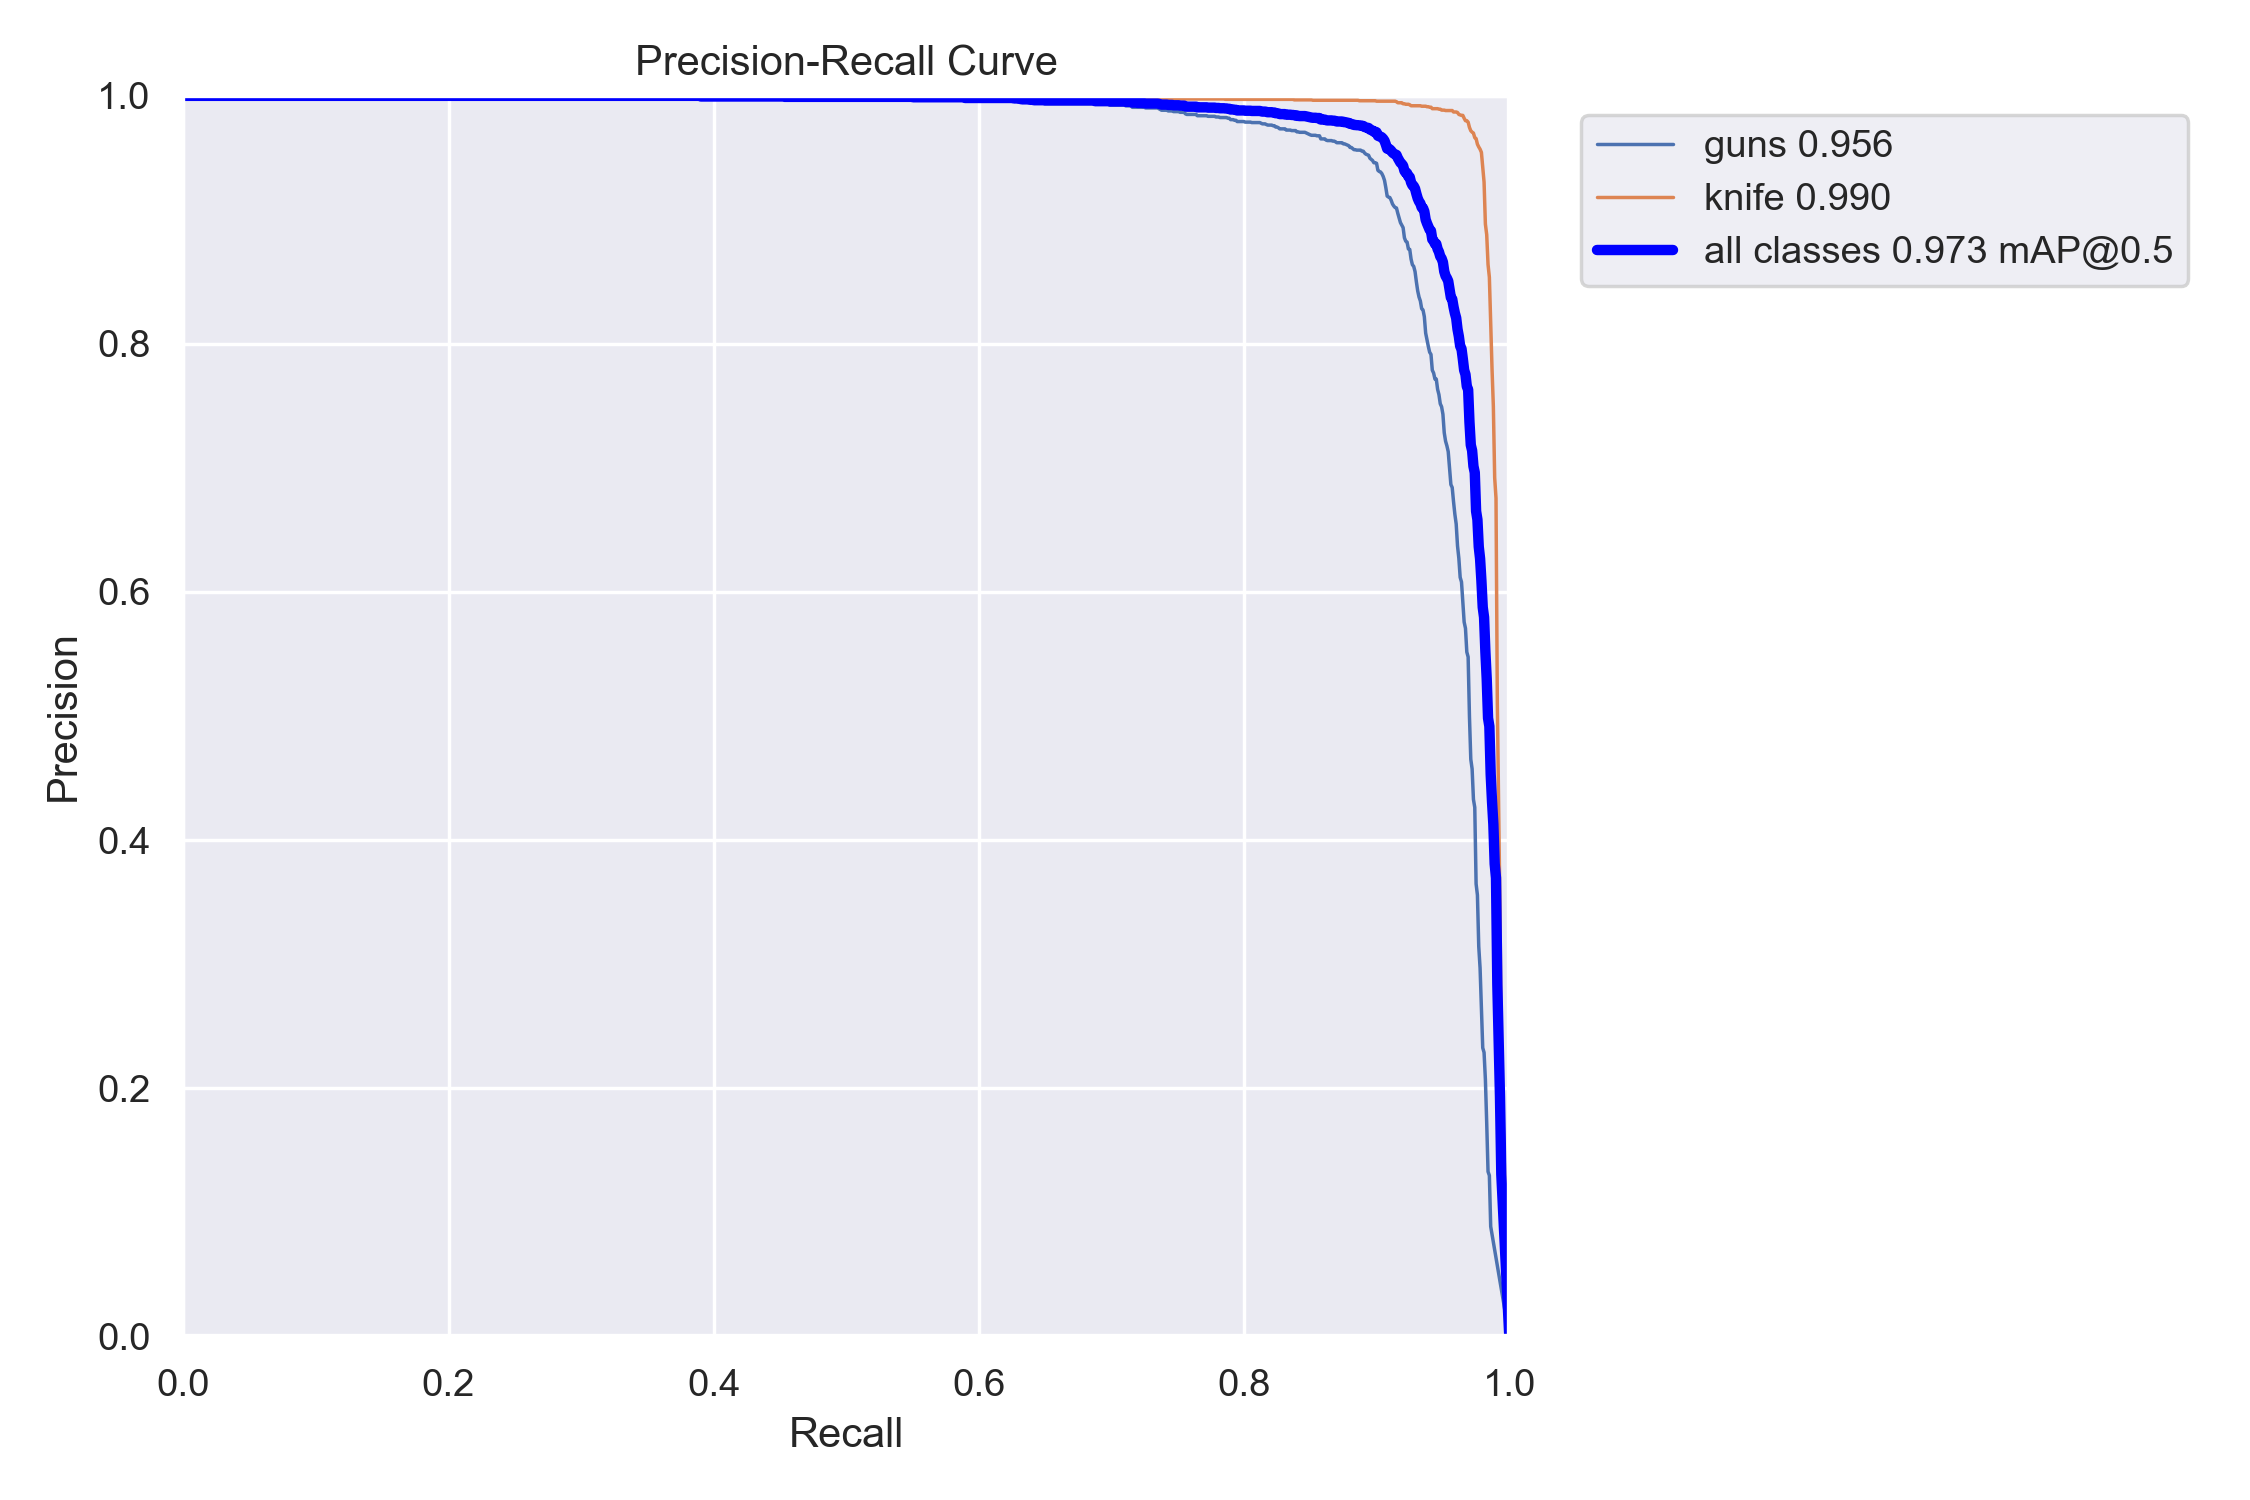 Precision-Recall Curve
guns 0.956
knife 0.990
all classes 0.973 mAP@0.5
Precision
1.0
0.8
0.6
0.4
0.2
0.0
0.0 0.2 0.4 0.6 0.8 1.0
Recall